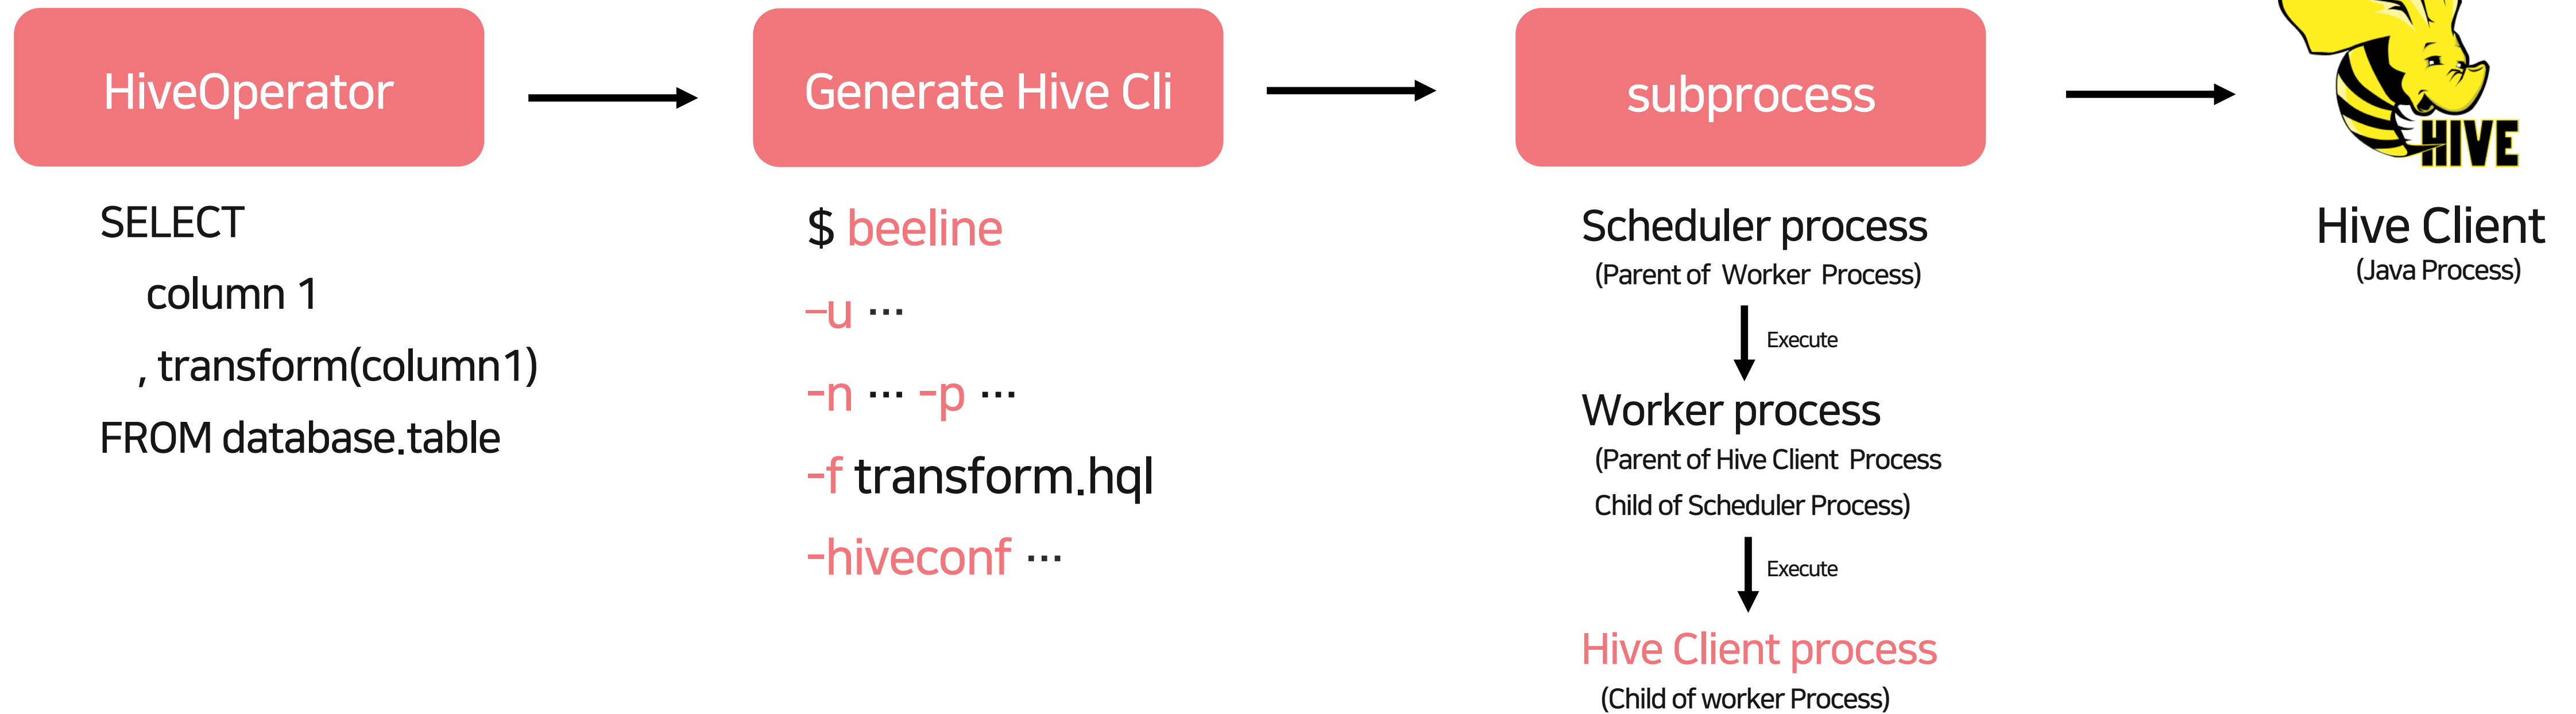 HiveOperator
SELECT
column 1
, transform(column1)
FROM database.table
Generate Hive Cli
$ beeline
–u ···
-n ··· -p ···
-f transform.hql
-hiveconf ···
subprocess
Scheduler process
(Parent of Worker Process)
Execute
Worker process
(Parent of Hive Client Process
Child of Scheduler Process)
Execute
Hive Client process
(Child of worker Process)
HIVE
Hive Client
(Java Process)